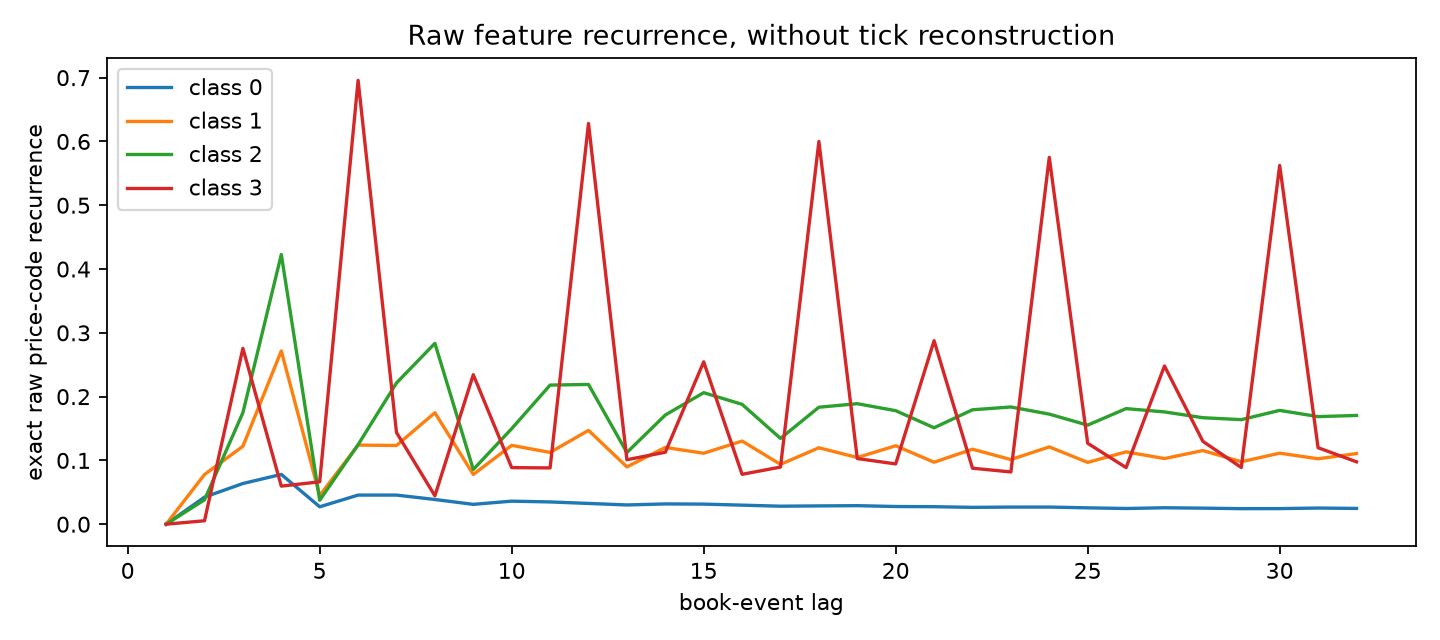 Raw feature recurrence, without tick reconstruction
exact raw price-code recurrence
0.7
0.6
0.5
0.4
0.3
0.2
0.1
0.0
class 0
class 1
class 2
class 3
0 5 10 15 20 25 30
book-event lag